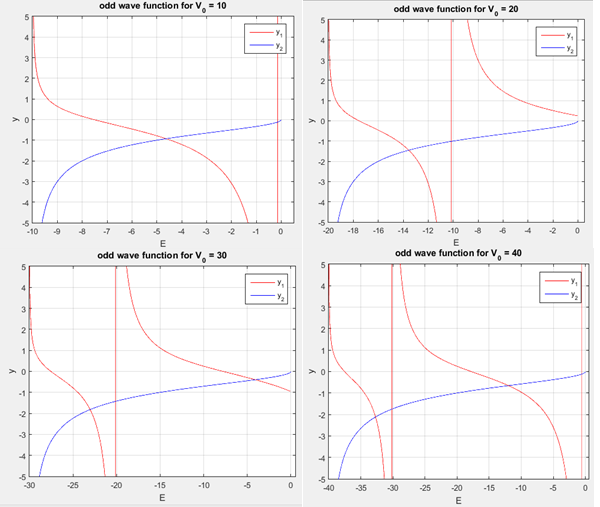 odd wave function for V₀ = 10
5
4
3
2
1
0
-1
-2
-3
-4
-5
y
-10 -9 -8 -7 -6 -5 -4 -3 -2 -1 0
E
y₁
y₂
odd wave function for V₀ = 20
5
4
3
2
1
0
-1
-2
-3
-4
-5
y
-20 -18 -16 -14 -12 -10 -8 -6 -4 -2 0
E
y₁
y₂
odd wave function for V₀ = 30
5
4
3
2
1
0
-1
-2
-3
-4
-5
y
-30 -25 -20 -15 -10 -5 0
E
y₁
y₂
odd wave function for V₀ = 40
5
4
3
2
1
0
-1
-2
-3
-4
-5
y
-40 -35 -30 -25 -20 -15 -10 -5 0
E
y₁
y₂